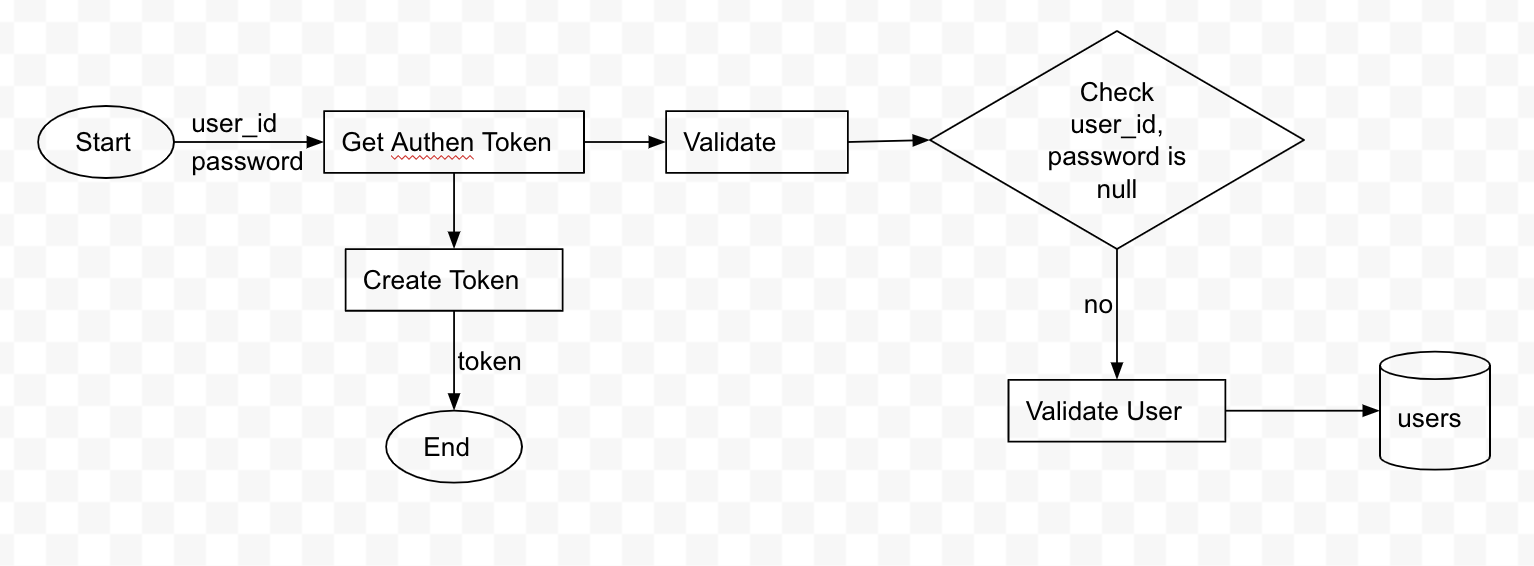 Start
user_id
password
Get Authen Token
Validate
Check
user_id,
password is
null
Create Token
no
token
Validate User
users
End